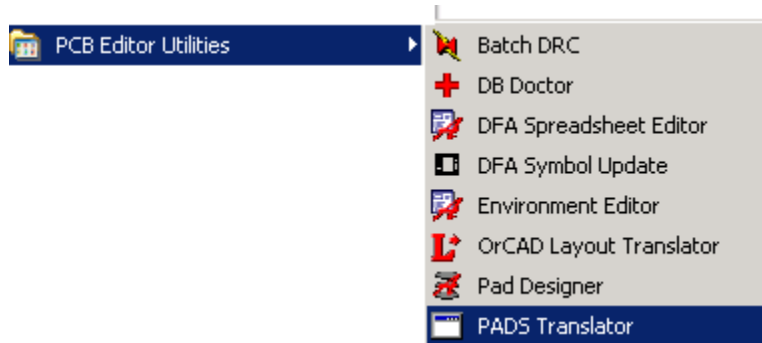 PCB Editor Utilities
Batch DRC
DB Doctor
DFA Spreadsheet Editor
DFA Symbol Update
Environment Editor
OrCAD Layout Translator
Pad Designer
PADS Translator